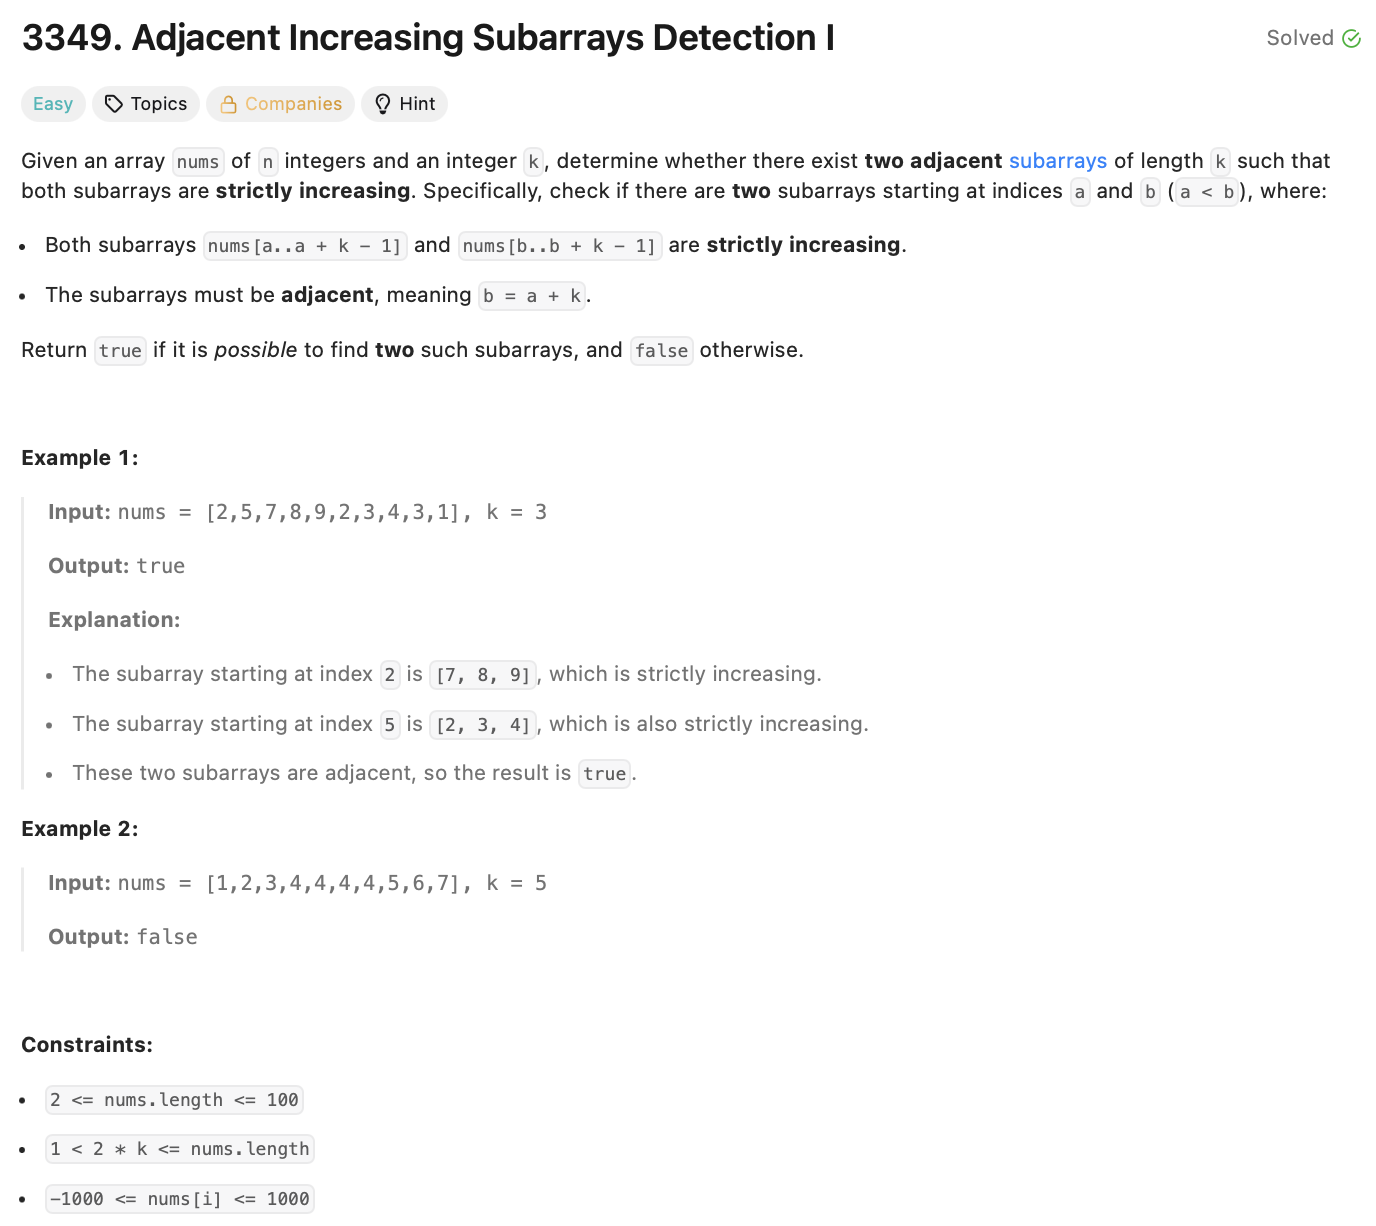 3349. Adjacent Increasing Subarrays Detection I
Solved
Easy Topics Companies Hint
Given an array nums of n integers and an integer k, determine whether there exist two adjacent subarrays of length k such that
both subarrays are strictly increasing. Specifically, check if there are two subarrays starting at indices a and b (a < b), where:
• Both subarrays nums[a..a + k - 1] and nums[b..b + k - 1] are strictly increasing.
• The subarrays must be adjacent, meaning b = a + k.
Return true if it is possible to find two such subarrays, and false otherwise.
Example 1:
Input: nums = [2,5,7,8,9,2,3,4,3,1], k = 3
Output: true
Explanation:
• The subarray starting at index 2 is [7, 8, 9], which is strictly increasing.
• The subarray starting at index 5 is [2, 3, 4], which is also strictly increasing.
• These two subarrays are adjacent, so the result is true.
Example 2:
Input: nums = [1,2,3,4,4,4,4,5,6,7], k = 5
Output: false
Constraints:
• 2 <= nums.length <= 100
• 1 < 2 * k <= nums.length
• -1000 <= nums[i] <= 1000